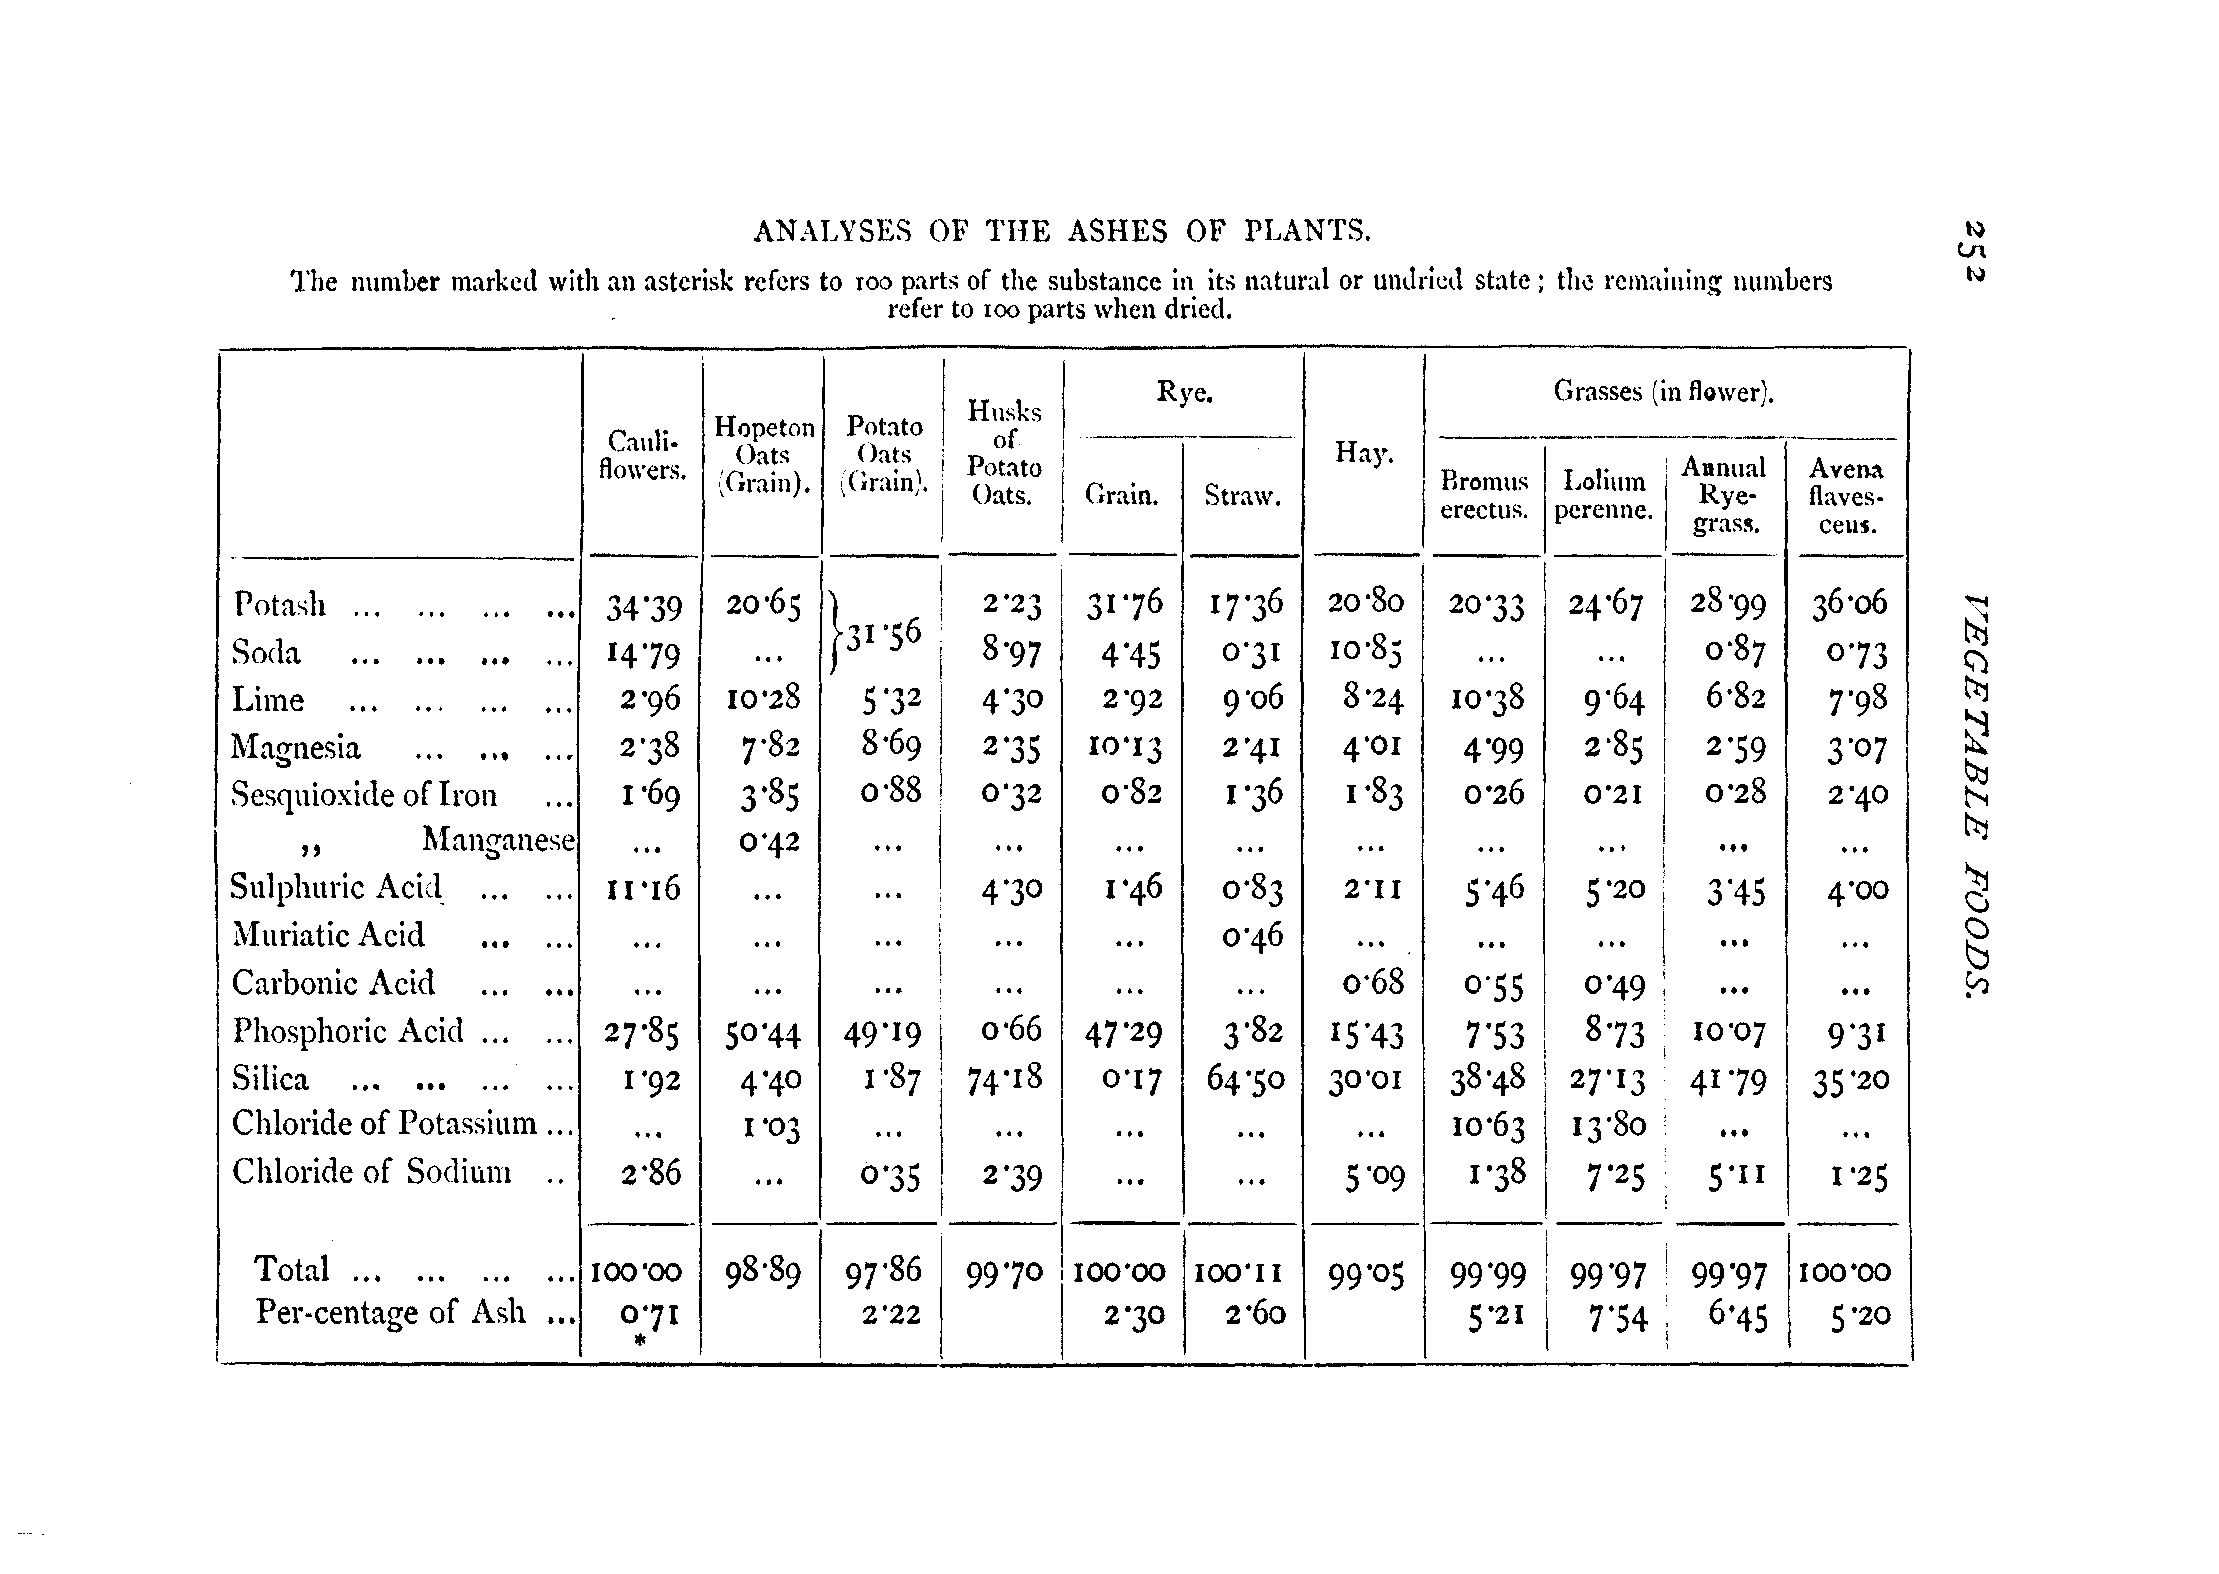 252
VEGETABLE FOODS.
ANALYSES OF THE ASHES OF PLANTS.
The number marked with an asterisk refers to 100 parts of the substance in its natural or undried state; the remaining numbers
refer to 100 parts when dried.
Cauli-flowers. Hopeton Oats (Grain). Potato Oats (Grain). Husks of Potato Oats. Rye. Grain. Straw. Hay. Grasses (in flower). Bromus erectus. Lolium perenne. Annual Rye-grass. Avena flaves-ceus.
Potash ... ... ... ... 34·39 20·65 } 31·56 2·23 31·76 17·36 20·80 20·33 24·67 28·99 36·06
Soda ... ... ... ... 14·79 ... 8·97 4·45 0·31 10·85 ... ... 0·87 0·73
Lime ... ... ... ... 2·96 10·28 5·32 4·30 2·92 9·06 8·24 10·38 9·64 6·82 7·98
Magnesia ... ... ... 2·38 7·82 8·69 2·35 10·13 2·41 4·01 4·99 2·85 2·59 3·07
Sesquioxide of Iron ... 1·69 3·85 0·88 0·32 0·82 1·36 1·83 0·26 0·21 0·28 2·40
,, Manganese ... 0·42 ... ... ... ... ... ... ... ... ...
Sulphuric Acid ... ... 11·16 ... ... 4·30 1·46 0·83 2·11 5·46 5·20 3·45 4·00
Muriatic Acid ... ... ... ... ... ... ... 0·46 ... ... ... ... ...
Carbonic Acid ... ... ... ... ... ... ... ... 0·68 0·55 0·49 ... ...
Phosphoric Acid ... ... 27·85 50·44 49·19 0·66 47·29 3·82 15·43 7·53 8·73 10·07 9·31
Silica ... ... ... ... 1·92 4·40 1·87 74·18 0·17 64·50 30·01 38·48 27·13 41·79 35·20
Chloride of Potassium ... ... 1·03 ... ... ... ... ... 10·63 13·80 ... ...
Chloride of Sodium .. 2·86 ... 0·35 2·39 ... ... 5·09 1·38 7·25 5·11 1·25
Total ... ... ... ... 100·00 98·89 97·86 99·70 100·00 100·11 99·05 99·99 99·97 99·97 100·00
Per-centage of Ash ... 0·71 2·22 2·30 2·60 5·21 7·54 6·45 5·20
*